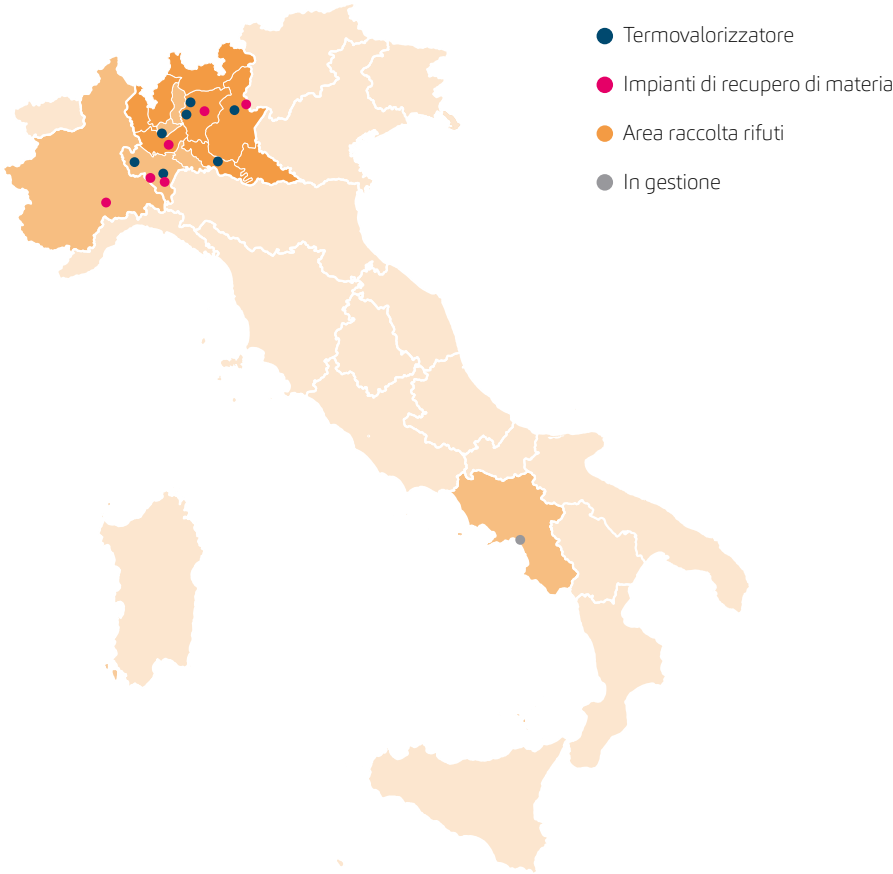 Termovalorizzatore
Impianti di recupero di materia
Area raccolta rifiuti
In gestione